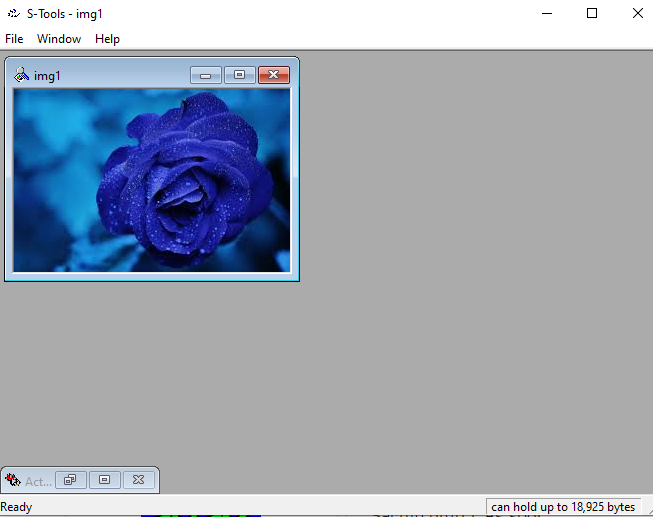 S-Tools - img1
File Window Help
img1
Act...
Ready
can hold up to 18,925 bytes